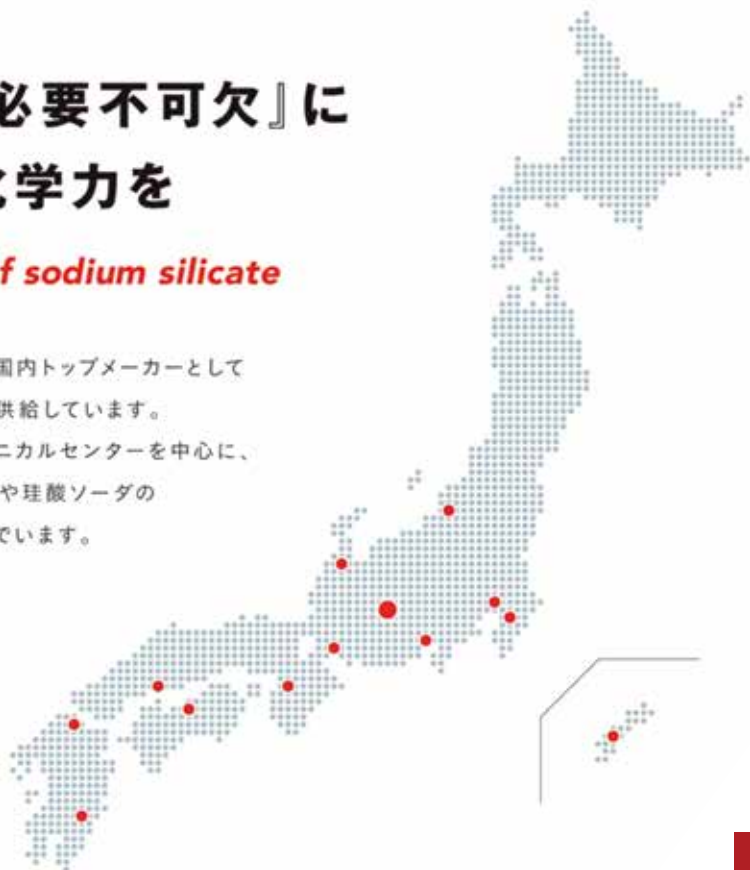 必要不可欠』に
学力を
f sodium silicate
国内トップメーカーとして
供給しています。
ニカルセンターを中心に、
や珪酸ソーダの
でいます。